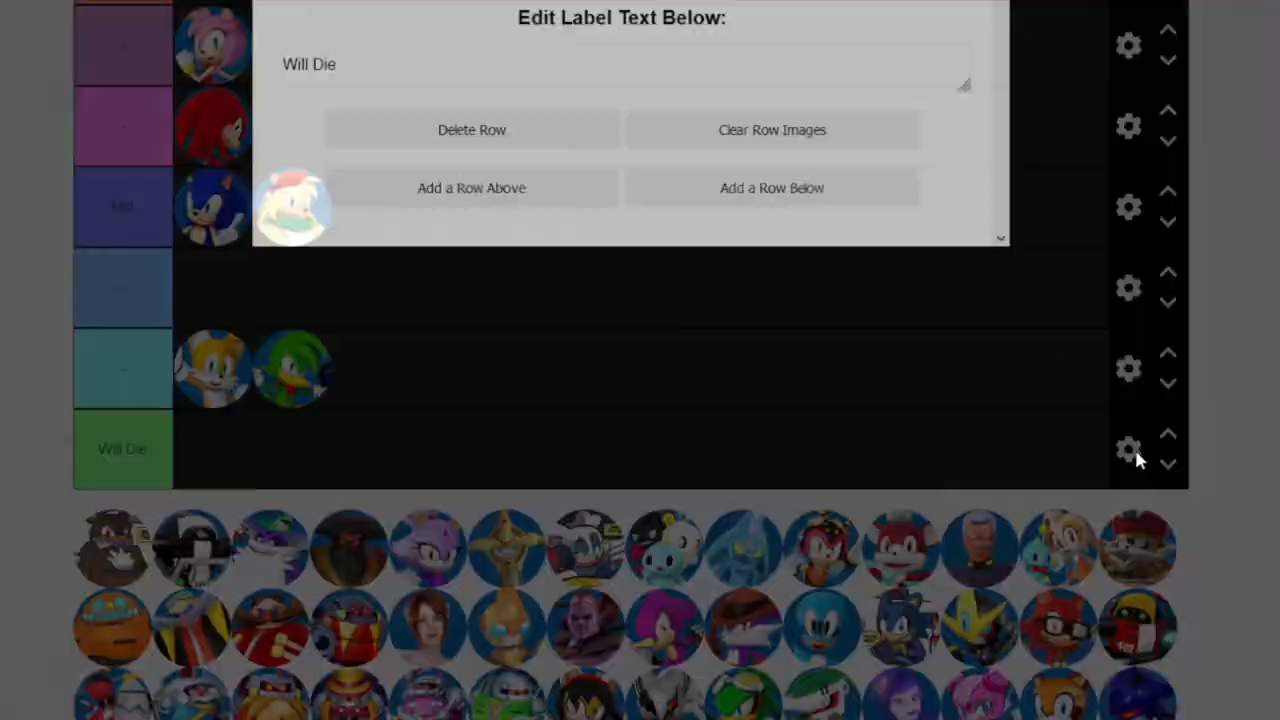 Edit Label Text Below:
Will Die
Delete Row
Clear Row Images
Add a Row Above
Add a Row Below
-
-
Mid
-
-
Will Die